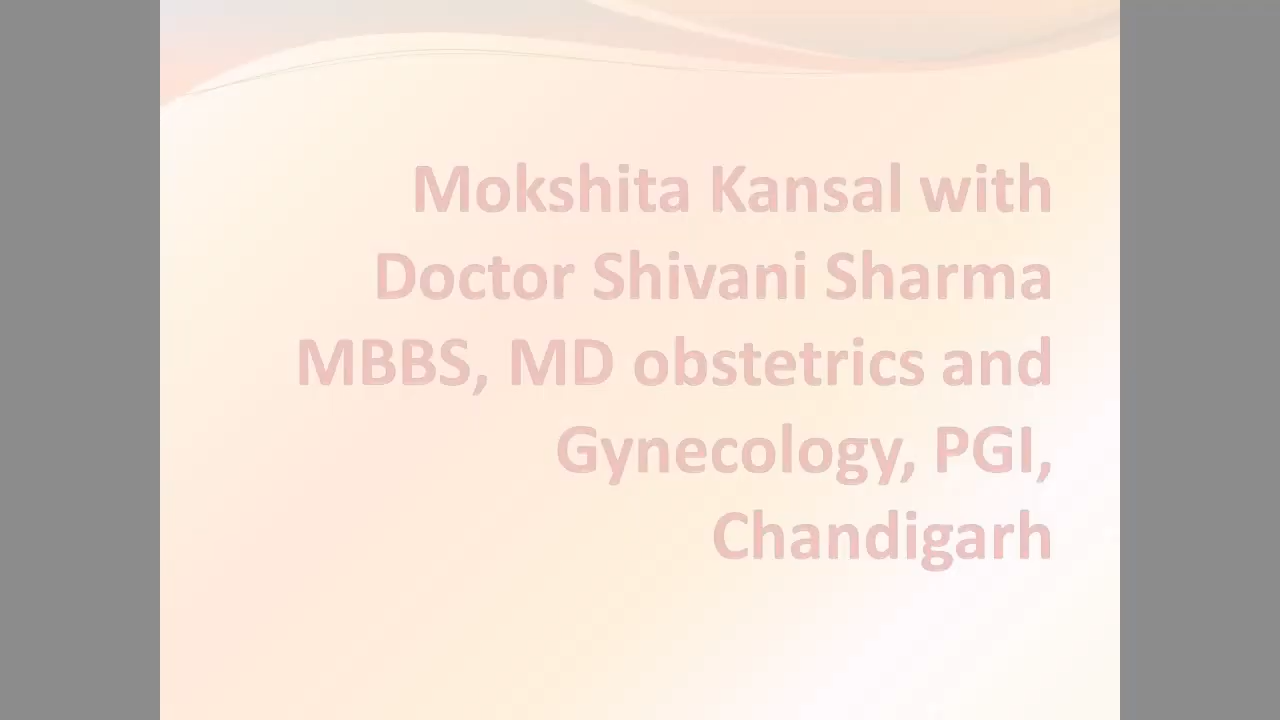 Mokshita Kansal with
Doctor Shivani Sharma
MBBS, MD obstetrics and
Gynecology, PGI,
Chandigarh